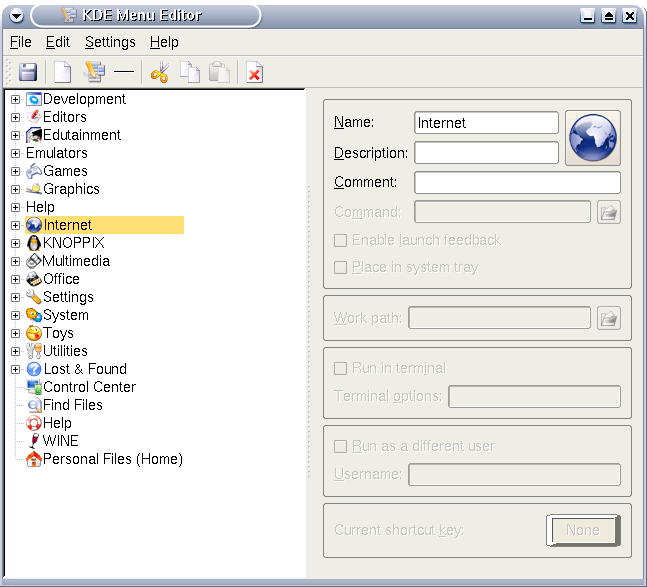 KDE Menu Editor
File Edit Settings Help
Development
Editors
Edutainment
Emulators
Games
Graphics
Help
Internet
KNOPPIX
Multimedia
Office
Settings
System
Toys
Utilities
Lost & Found
Control Center
Find Files
Help
WINE
Personal Files (Home)
Name: Internet
Description:
Comment:
Command:
Enable launch feedback
Place in system tray
Work path:
Run in terminal
Terminal options:
Run as a different user
Username:
Current shortcut key: None